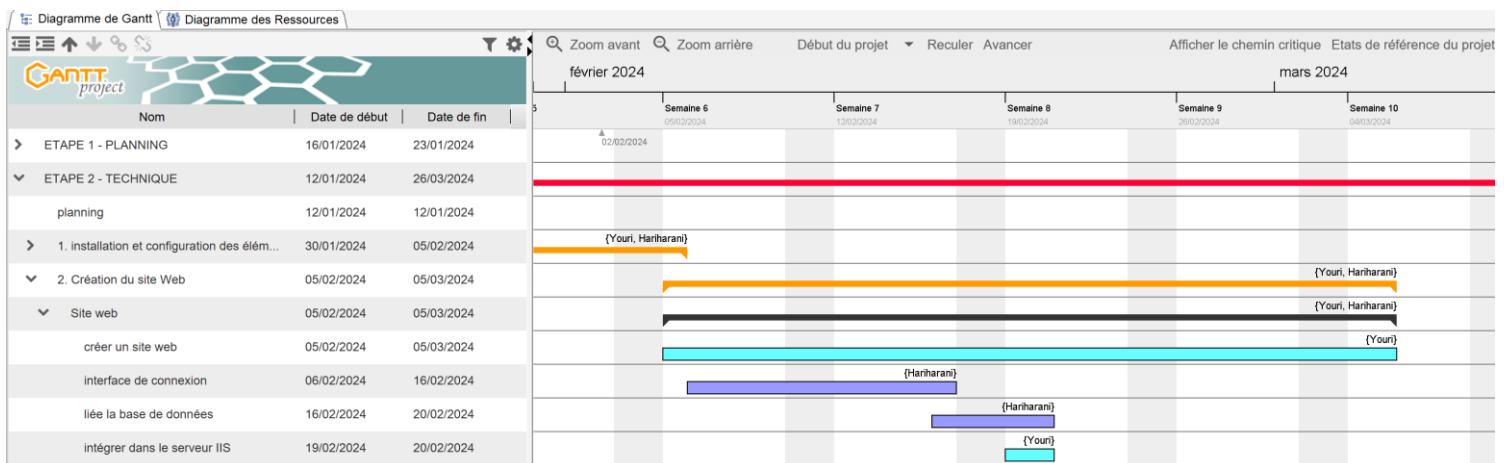 Diagramme de Gantt Diagramme des Ressources
Zoom avant Zoom arrière Début du projet Reculer Avancer Afficher le chemin critique Etats de référence du projet
GANTT
project
février 2024 mars 2024
5 Semaine 6 Semaine 7 Semaine 8 Semaine 9 Semaine 10
05/02/2024 12/02/2024 19/02/2024 26/02/2024 04/03/2024
Nom Date de début Date de fin
02/02/2024
ETAPE 1 - PLANNING 16/01/2024 23/01/2024
ETAPE 2 - TECHNIQUE 12/01/2024 26/03/2024
planning 12/01/2024 12/01/2024
1. installation et configuration des élém... 30/01/2024 05/02/2024 {Youri, Hariharani}
2. Création du site Web 05/02/2024 05/03/2024 {Youri, Hariharani}
Site web 05/02/2024 05/03/2024 {Youri, Hariharani}
créer un site web 05/02/2024 05/03/2024 {Youri}
interface de connexion 06/02/2024 16/02/2024 {Hariharani}
liée la base de données 16/02/2024 20/02/2024 {Hariharani}
intégrer dans le serveur IIS 19/02/2024 20/02/2024 {Youri}